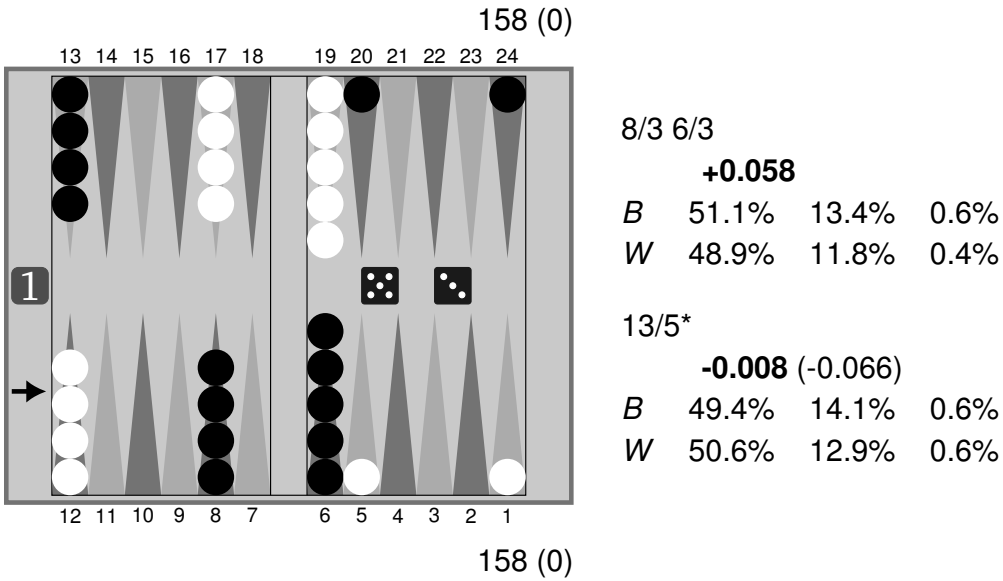 158 (0)
13 14 15 16 17 18 19 20 21 22 23 24
8/3 6/3
+0.058
B 51.1% 13.4% 0.6%
W 48.9% 11.8% 0.4%
1
13/5*
-0.008 (-0.066)
B 49.4% 14.1% 0.6%
W 50.6% 12.9% 0.6%
12 11 10 9 8 7 6 5 4 3 2 1
158 (0)